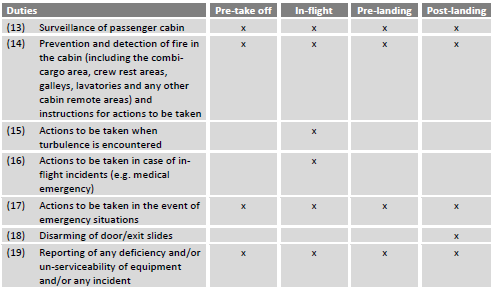 Duties Pre-take off In-flight Pre-landing Post-landing
(13) Surveillance of passenger cabin x x x x
(14) Prevention and detection of fire in x x x x
the cabin (including the combi-
cargo area, crew rest areas,
galleys, lavatories and any other
cabin remote areas) and
instructions for actions to be taken
(15) Actions to be taken when x
turbulence is encountered
(16) Actions to be taken in case of in- x
flight incidents (e.g. medical
emergency)
(17) Actions to be taken in the event of x x x x
emergency situations
(18) Disarming of door/exit slides x
(19) Reporting of any deficiency and/or x x x x
un-serviceability of equipment
and/or any incident